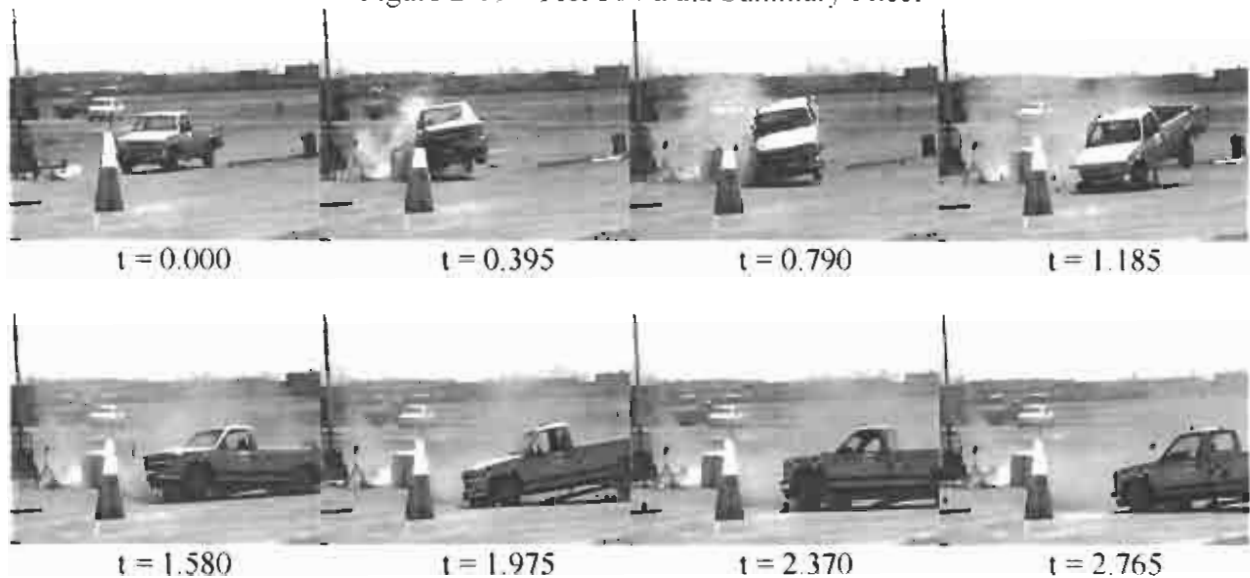 t = 0.000
t = 0.395
t = 0.790
t = 1.185
t = 1.580
t = 1.975
t = 2.370
t = 2.765